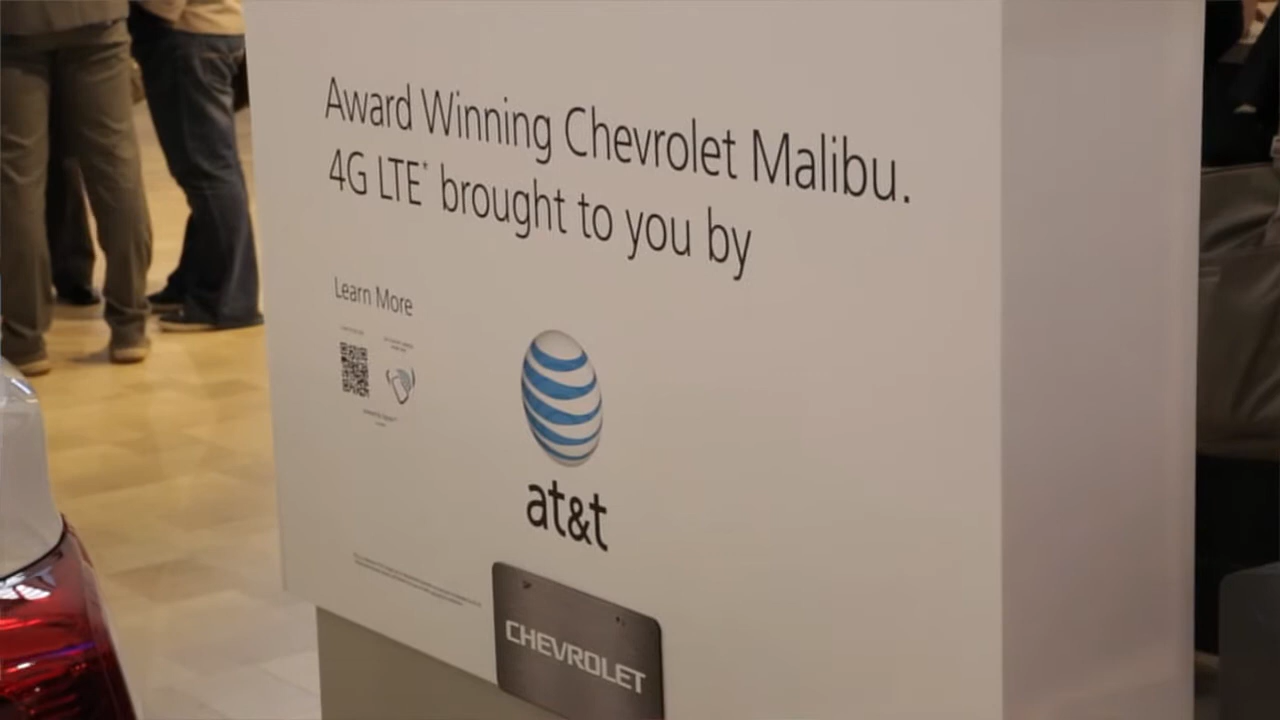 Award Winning Chevrolet Malibu.
4G LTE* brought to you by
Learn More
at&t
CHEVROLET